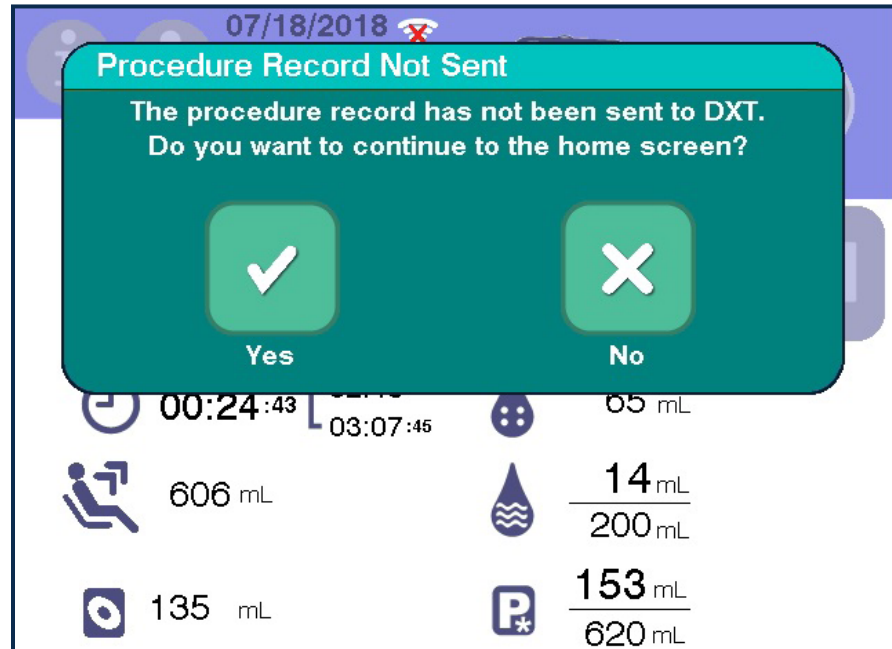 07/18/2018
Procedure Record Not Sent
The procedure record has not been sent to DXT.
Do you want to continue to the home screen?
Yes
No
00:24:43
03:07:45
65 mL
606 mL
14 mL
200 mL
135 mL
P*
153 mL
620 mL